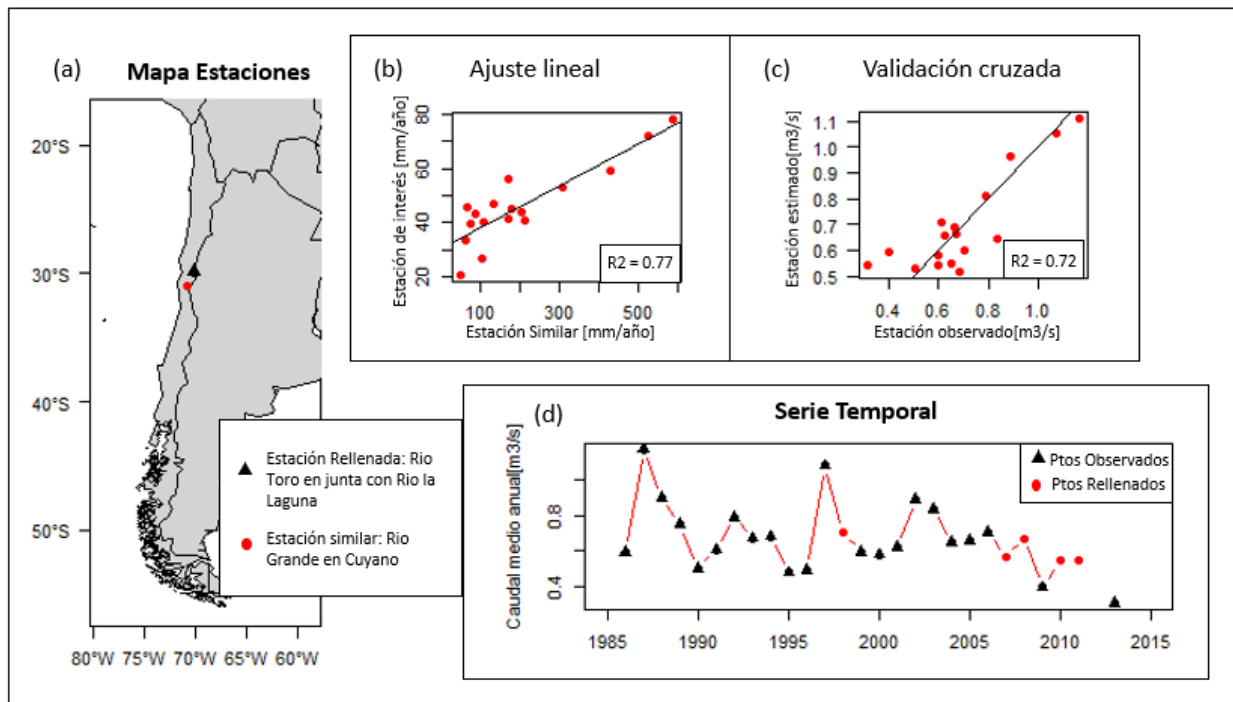 (a)
Mapa Estaciones
20°S
30°S
40°S
50°S
80°W 75°W 70°W 65°W 60°W
Estación Rellenada: Rio
Toro en junta con Rio la
Laguna
Estación similar: Rio
Grande en Cuyano
(b)
Ajuste lineal
Estación de interés [mm/año]
80
60
40
20
R2 = 0.77
100 300 500
Estación Similar [mm/año]
(c)
Validación cruzada
Estación estimado[m3/s]
1.1
1.0
0.9
0.8
0.7
0.6
0.5
R2 = 0.72
0.4 0.6 0.8 1.0
Estación observado[m3/s]
(d)
Serie Temporal
Caudal medio anual[m3/s]
0.8
0.4
Ptos Observados
Ptos Rellenados
1985 1990 1995 2000 2005 2010 2015